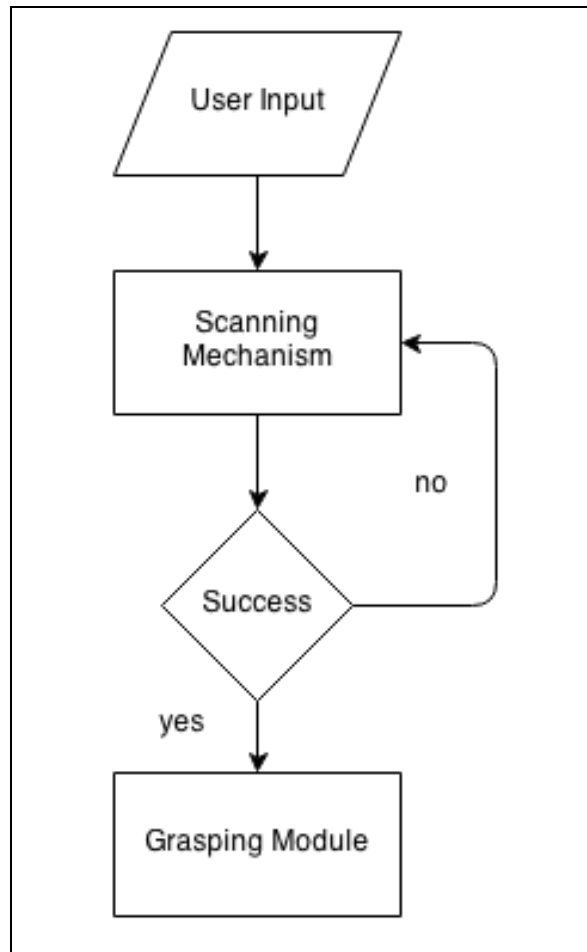 User Input
Scanning
Mechanism
no
Success
yes
Grasping Module